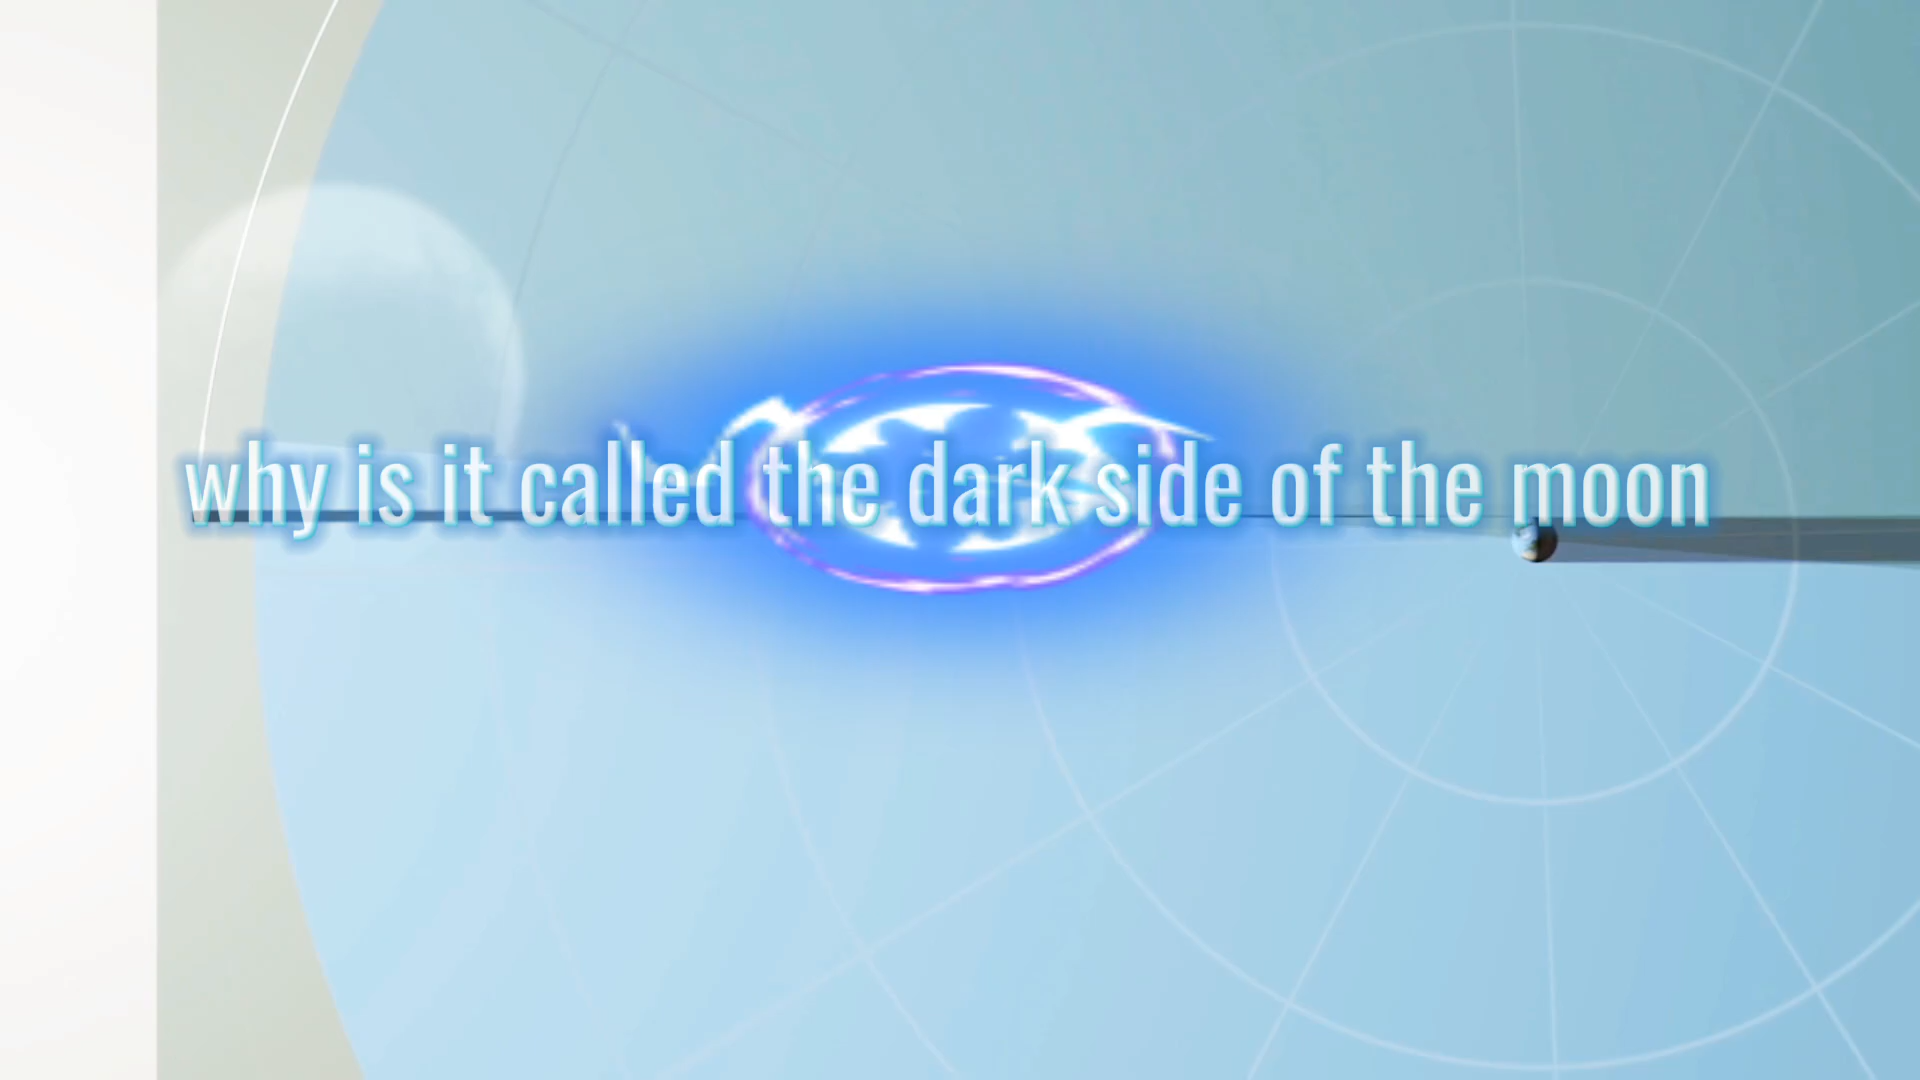 why is it called the dark side of the moon